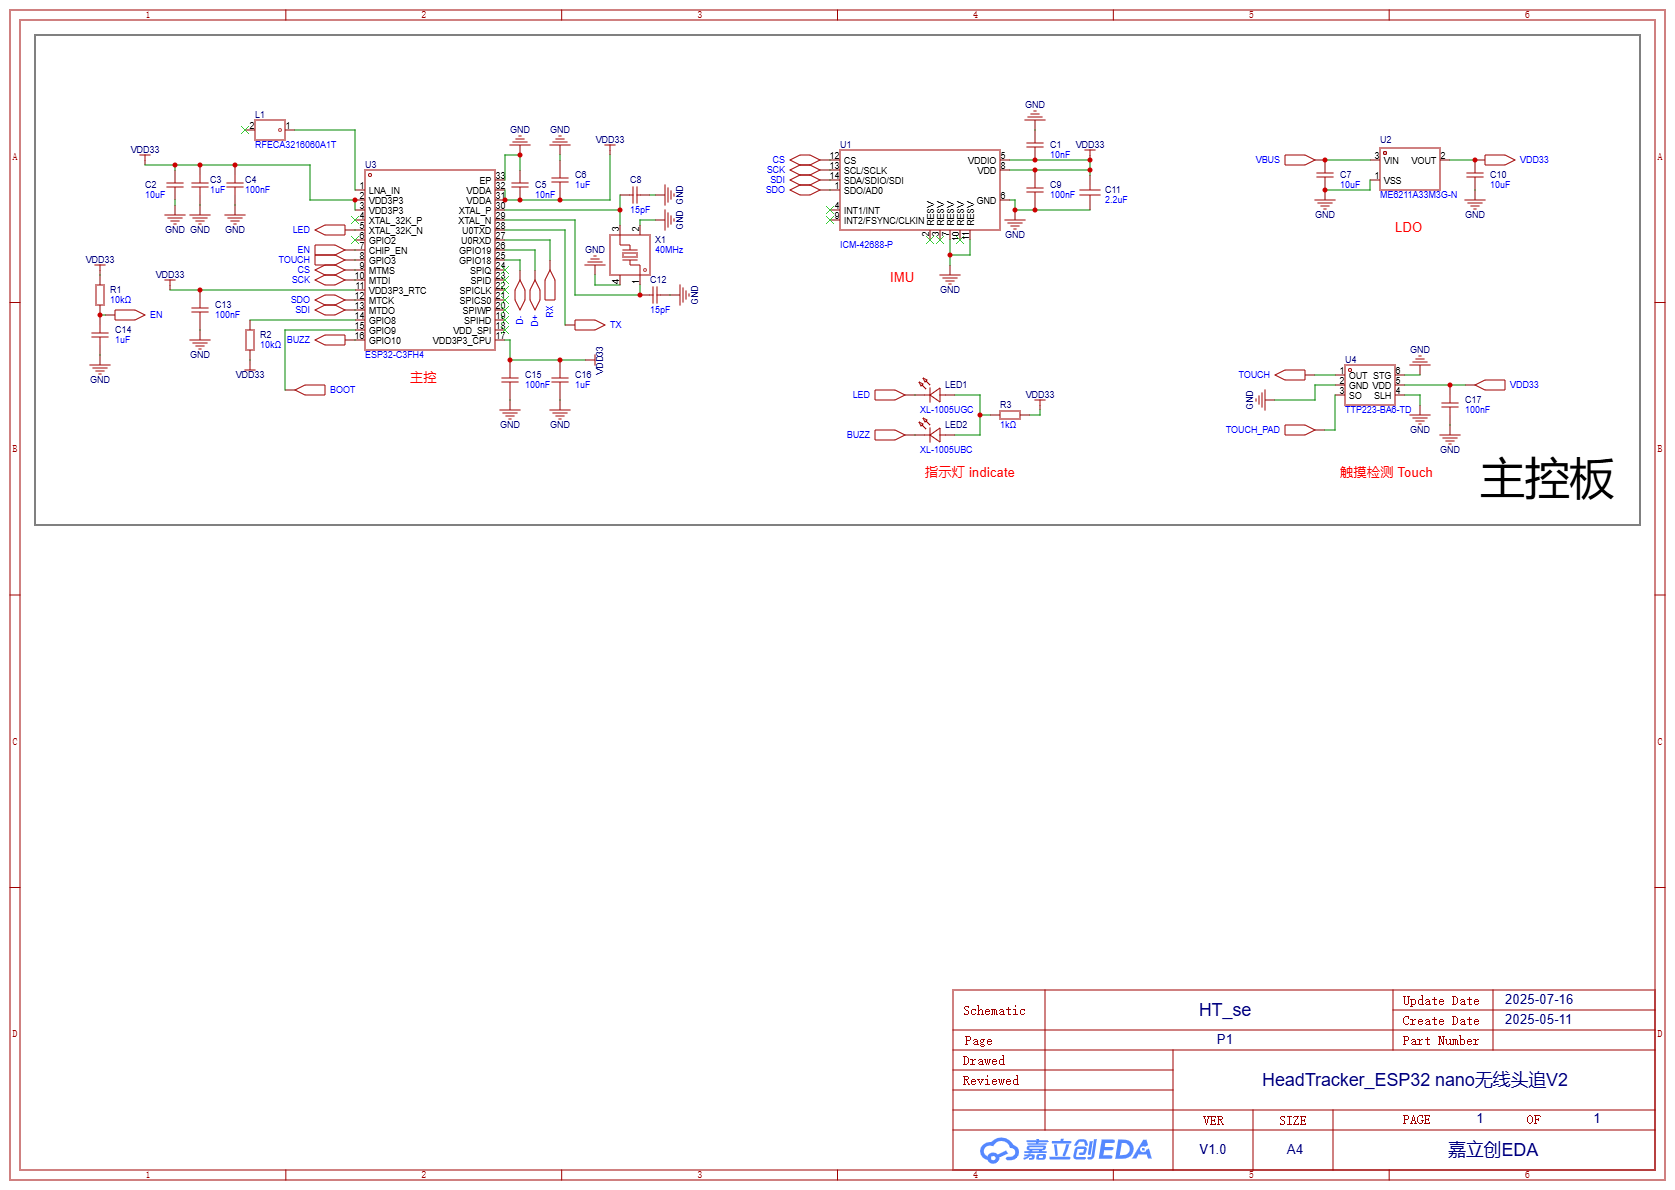 1 2 3 4 5 6
A A
B B
C C
D D
L1
2 1
RFECA3216060A1T
VDD33
C2
10uF
C3
1uF
C4
100nF
GND GND GND
U3
1 LNA_IN
2 VDD3P3
3 VDD3P3
4 XTAL_32K_P
5 XTAL_32K_N
6 GPIO2
7 CHIP_EN
8 GPIO3
9 MTMS
10 MTDI
11 VDD3P3_RTC
12 MTCK
13 MTDO
14 GPIO8
15 GPIO9
16 GPIO10
EP 33
VDDA 32
VDDA 31
XTAL_P 30
XTAL_N 29
U0TXD 28
U0RXD 27
GPIO19 26
GPIO18 25
SPIQ 24
SPID 23
SPICLK 22
SPICS0 21
SPIWP 20
SPIHD 19
VDD_SPI 18
VDD3P3_CPU 17
ESP32-C3FH4
主控
LED
EN
TOUCH
CS
SCK
SDO
SDI
BUZZ
BOOT
VDD33
R1
10kΩ
EN
C14
1uF
GND
VDD33
C13
100nF
GND
R2
10kΩ
VDD33
GND GND VDD33
C5
10nF
C6
1uF
C8
15pF
GND
GND
3 2
X1
40MHz
4 1
GND
C12
15pF
GND
D-
D+
RX
TX
VDD33
C15
100nF
C16
1uF
GND GND
U1
CS 12 CS
SCK 13 SCL/SCLK
SDI 14 SDA/SDIO/SDI
SDO 1 SDO/AD0
4 INT1/INT
9 INT2/FSYNC/CLKIN
VDDIO 5
VDD 8
GND 6
RESV RESV RESV RESV RESV
2 3 7 10 11
ICM-42688-P
IMU
GND
GND
C1
10nF
VDD33
C9
100nF
C11
2.2uF
GND
U2
VBUS 3 VIN VOUT 2 VDD33
1 VSS
ME6211A33M3G-N
C7
10uF
C10
10uF
GND GND
LDO
LED
LED1
XL-1005UGC
BUZZ
LED2
XL-1005UBC
R3
1kΩ
VDD33
指示灯 indicate
U4
TOUCH 1 OUT STG 6
2 GND VDD 5
3 SO SLH 4
TTP223-BA6-TD
GND
GND
TOUCH_PAD
GND
VDD33
C17
100nF
GND
触摸检测 Touch
主控板
Schematic HT_se Update Date 2025-07-16
Create Date 2025-05-11
Page P1 Part Number
Drawed
Reviewed
HeadTracker_ESP32 nano无线头追V2
VER SIZE PAGE 1 OF 1
嘉立创EDA V1.0 A4 嘉立创EDA
1 2 3 4 5 6